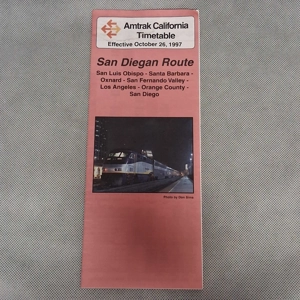 Amtrak California
Timetable
Effective October 26, 1997
San Diegan Route
San Luis Obispo - Santa Barbara -
Oxnard - San Fernando Valley -
Los Angeles - Orange County -
San Diego